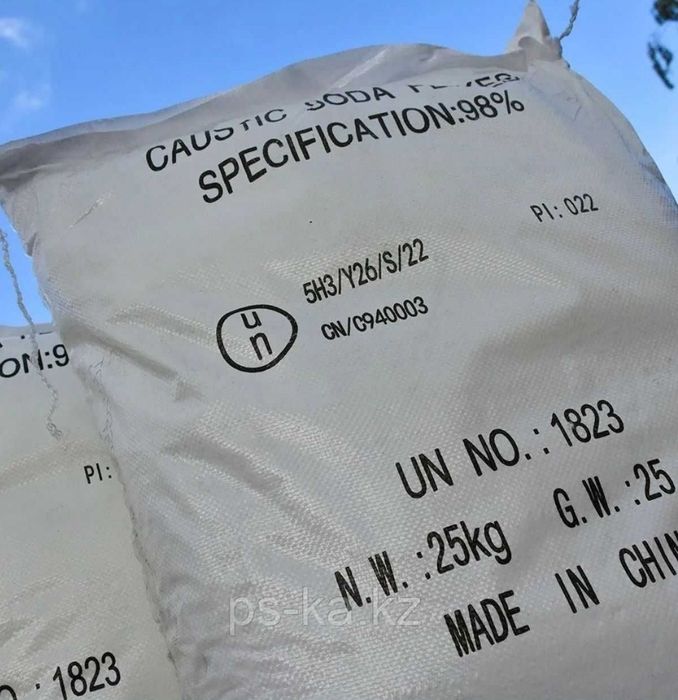 CAUSTIC SODA
SPECIFICATION:98%
PI: 022
un
5H3/Y26/S/22
CN/C940003
UN NO.: 1823
N.W.:25kg G.W.:25
MADE IN CHIN
ON:9
PI:
O.: 1823
ps-ka.kz